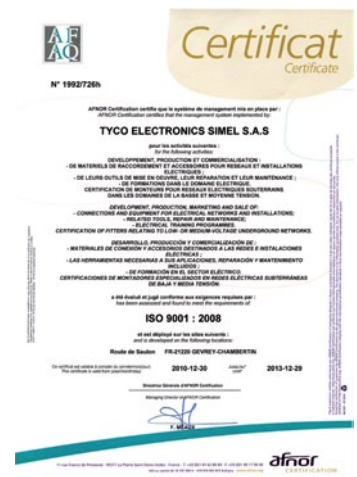 AF
AQ
Certificat
Certificate
N° 1992/726h
AFNOR Certification certifie que le système de management mis en place par :
AFNOR Certification certifies that the management system implemented by:
TYCO ELECTRONICS SIMEL S.A.S
pour les activités suivantes :
for the following activities:
DEVELOPPEMENT, PRODUCTION ET COMMERCIALISATION :
- DE MATERIELS DE RACCORDEMENT ET ACCESSOIRES POUR RESEAUX ET INSTALLATIONS
ELECTRIQUES ;
- DE LEURS OUTILS DE MISE EN OEUVRE, LEUR REPARATION ET LEUR MAINTENANCE ;
- DE FORMATIONS DANS LE DOMAINE ELECTRIQUE.
CERTIFICATION DE MONTEURS POUR RESEAUX ELECTRIQUES SOUTERRAINS
DANS LES DOMAINES DE LA BASSE ET MOYENNE TENSION.
DEVELOPMENT, PRODUCTION, MARKETING AND SALE OF:
- CONNECTIONS AND EQUIPMENT FOR ELECTRICAL NETWORKS AND INSTALLATIONS;
- RELATED TOOLS, REPAIR AND MAINTENANCE;
- ELECTRICAL TRAINING PROGRAMMES.
CERTIFICATION OF FITTERS RELATING TO LOW- OR MEDIUM-VOLTAGE UNDERGROUND NETWORKS.
DESARROLLO, PRODUCCIÓN Y COMERCIALIZACIÓN DE:
- MATERIALES DE CONEXIÓN Y ACCESORIOS DESTINADOS A LAS REDES E INSTALACIONES
ELÉCTRICAS ;
- LAS HERRAMIENTAS NECESARIAS A SUS APLICACIONES, REPARACIÓN Y MANTENIMIENTO
INCLUIDOS ;
- DE FORMACIÓN EN EL SECTOR ELÉCTRICO.
CERTIFICACIONES DE MONTADORES ESPECIALIZADOS EN REDES ELÉCTRICAS SUBTERRÁNEAS
DE BAJA Y MEDIA TENSIÓN.
a été évalué et jugé conforme aux exigences requises par :
has been assessed and found to meet the requirements of:
ISO 9001 : 2008
et est déployé sur les sites suivants :
and is developed on the following locations:
Route de Saulon FR-21220 GEVREY-CHAMBERTIN
2010-12-30
2013-12-29
Directrice Générale d'AFNOR Certification
Managing Director of AFNOR Certification
F. MÉAUX
afnor
CERTIFICATION